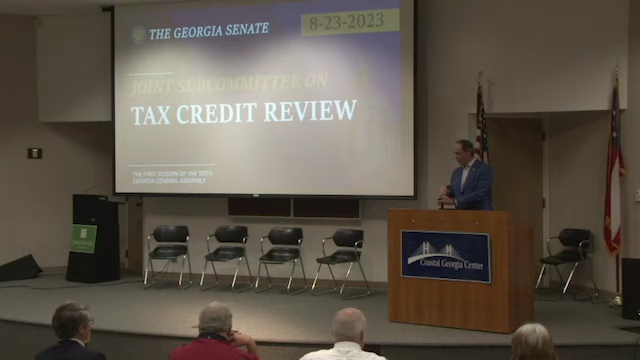 THE GEORGIA SENATE
8-23-2023
JOINT SUBCOMMITTEE ON
TAX CREDIT REVIEW
THE FIRST SESSION OF THE 157TH
GEORGIA GENERAL ASSEMBLY
Coastal Georgia Center